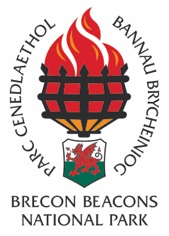 PARC CENEDLAETHOL
BANNAU BRYCHEINIOG
BRECON BEACONS
NATIONAL PARK